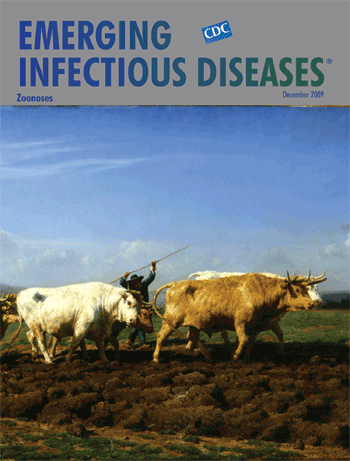 EMERGING
CDC
INFECTIOUS DISEASES®
Zoonoses
December 2009